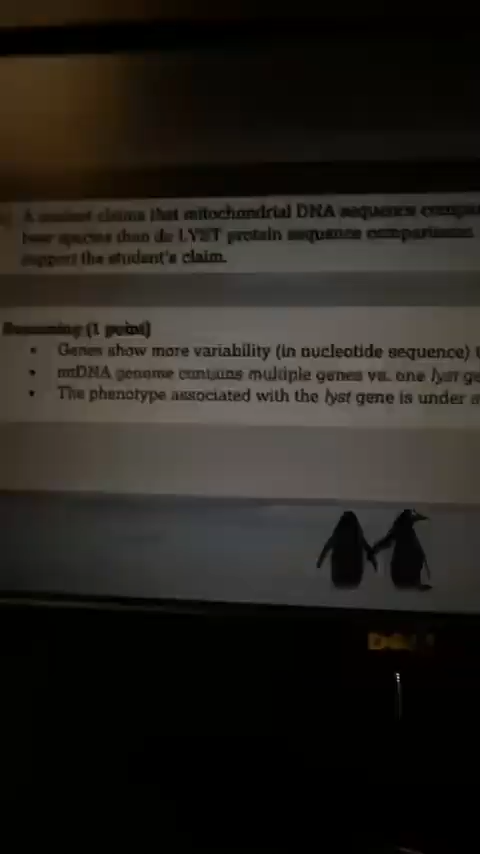 A student claims that mitochondrial DNA sequence
bear species than do LYST protein sequence comparisons
support the student's claim.
Reasoning (1 point)
• Genes show more variability (in nucleotide sequence)
• mtDNA genome contains multiple genes vs. one lyst
• The phenotype associated with the lyst gene is under
DELL